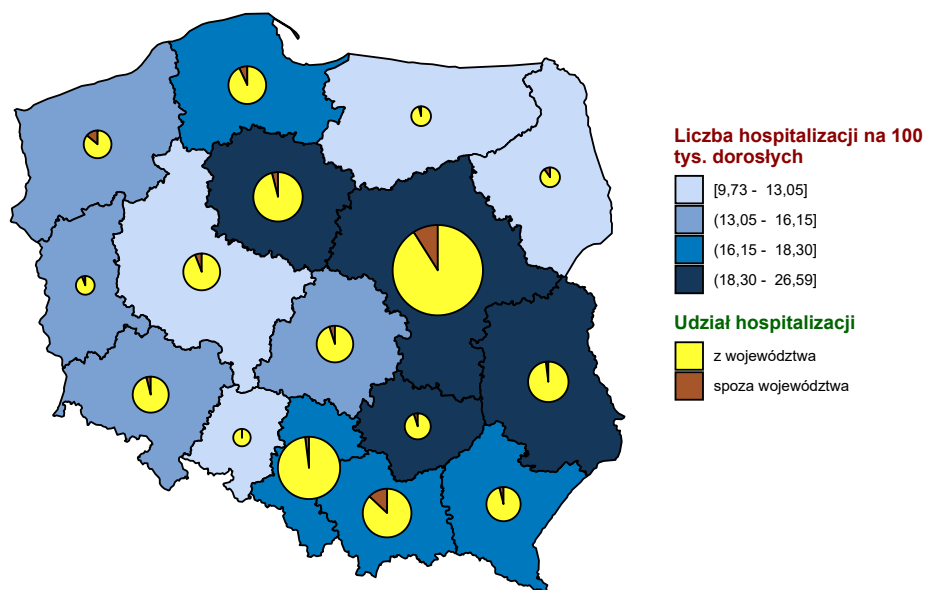 Liczba hospitalizacji na 100
tys. dorosłych
[9,73 - 13,05]
(13,05 - 16,15]
(16,15 - 18,30]
(18,30 - 26,59]
Udział hospitalizacji
z województwa
spoza województwa